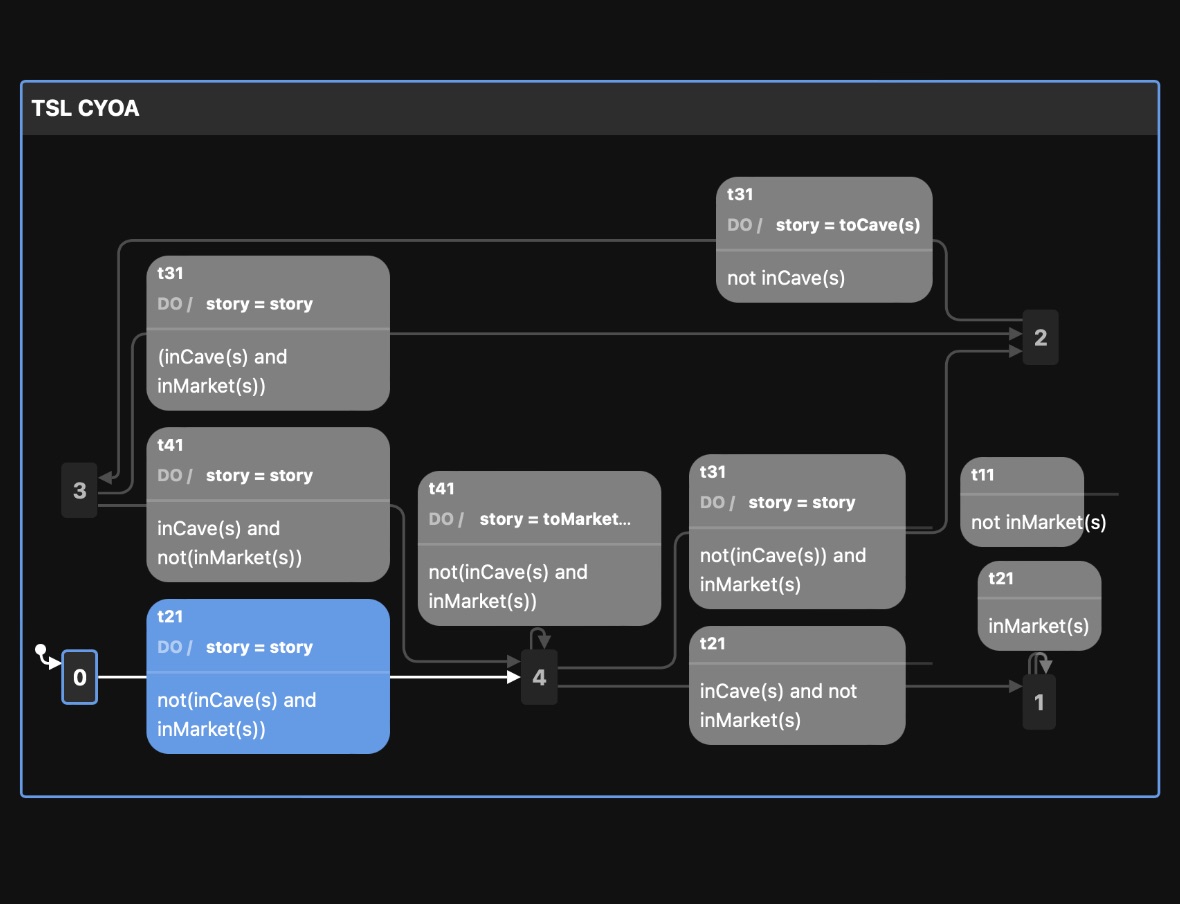 TSL CYOA
t31
DO / story = toCave(s)
not inCave(s)
t31
DO / story = story
(inCave(s) and
inMarket(s))
2
t41
DO / story = story
inCave(s) and
not(inMarket(s))
3
t41
DO / story = toMarket...
not(inCave(s) and
inMarket(s))
t31
DO / story = story
not(inCave(s)) and
inMarket(s)
t11
not inMarket(s)
t21
inMarket(s)
t21
DO / story = story
not(inCave(s) and
inMarket(s))
0
4
t21
inCave(s) and not
inMarket(s)
1